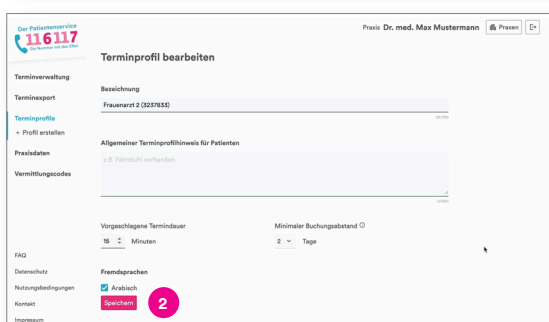 Der Patientenservice
116117
Die Nummer mit den Elfen
Praxis Dr. med. Max Mustermann
Praxen
Terminprofil bearbeiten
Terminverwaltung
Terminexport
Terminprofile
+ Profil erstellen
Praxisdaten
Vermittlungscodes
Bezeichnung
Frauenarzt 2 (3237833)
Allgemeiner Terminprofilhinweis für Patienten
z.B. Fahrstuhl vorhanden
Vorgeschlagene Termindauer
Minimaler Buchungsabstand
15 Minuten
2 Tage
FAQ
Datenschutz
Nutzungsbedingungen
Kontakt
Impressum
Fremdsprachen
Arabisch
Speichern
2